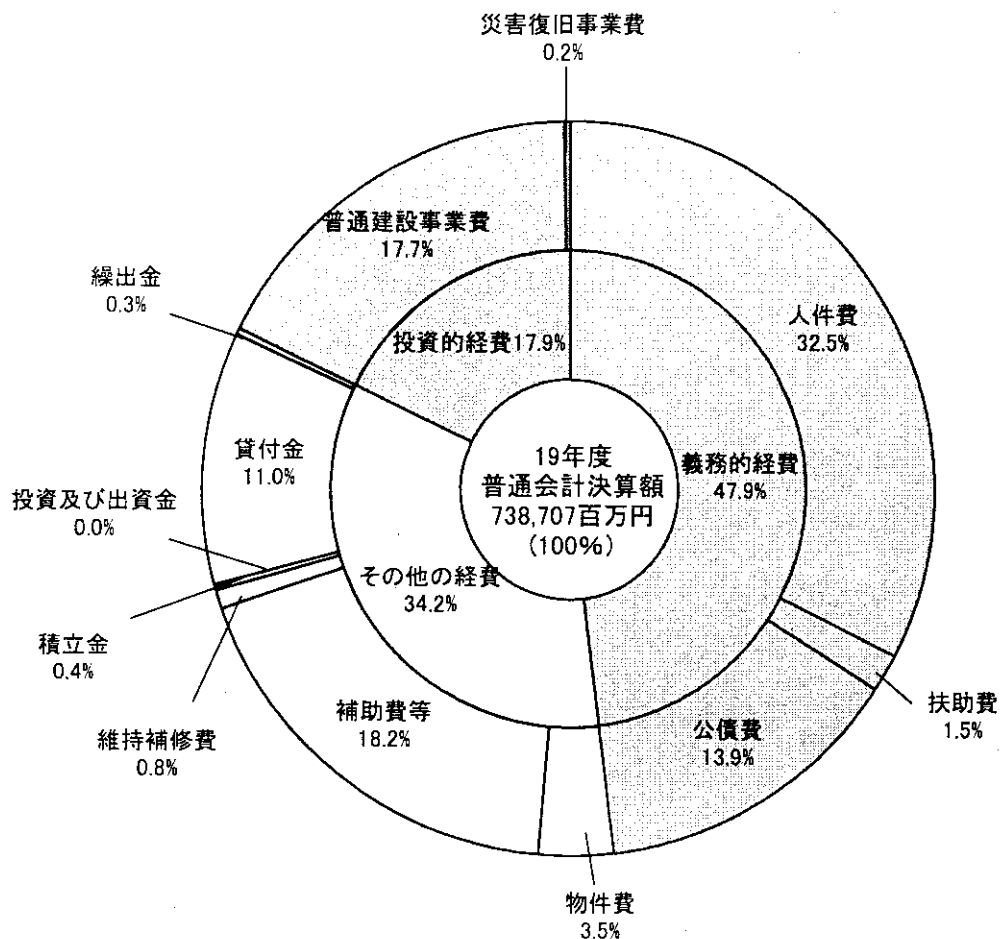 災害復旧事業費
0.2%
普通建設事業費
17.7%
繰出金
0.3%
投資的経費17.9%
人件費
32.5%
貸付金
11.0%
19年度
普通会計決算額
738,707百万円
(100%)
義務的経費
47.9%
投資及び出資金
0.0%
その他の経費
34.2%
積立金
0.4%
扶助費
1.5%
補助費等
18.2%
公債費
13.9%
維持補修費
0.8%
物件費
3.5%